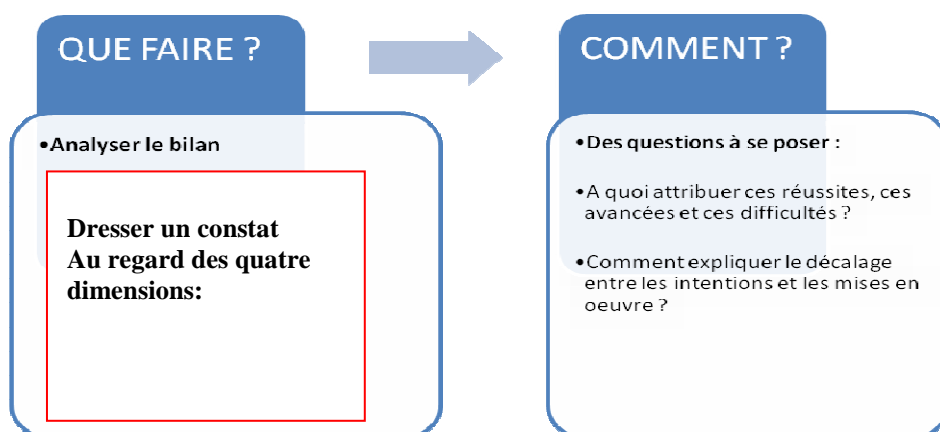 QUE FAIRE ?
•Analyser le bilan
Dresser un constat
Au regard des quatre
dimensions:
COMMENT ?
•Des questions à se poser :
•A quoi attribuer ces réussites, ces
avancées et ces difficultés ?
•Comment expliquer le décalage
entre les intentions et les mises en
oeuvre ?